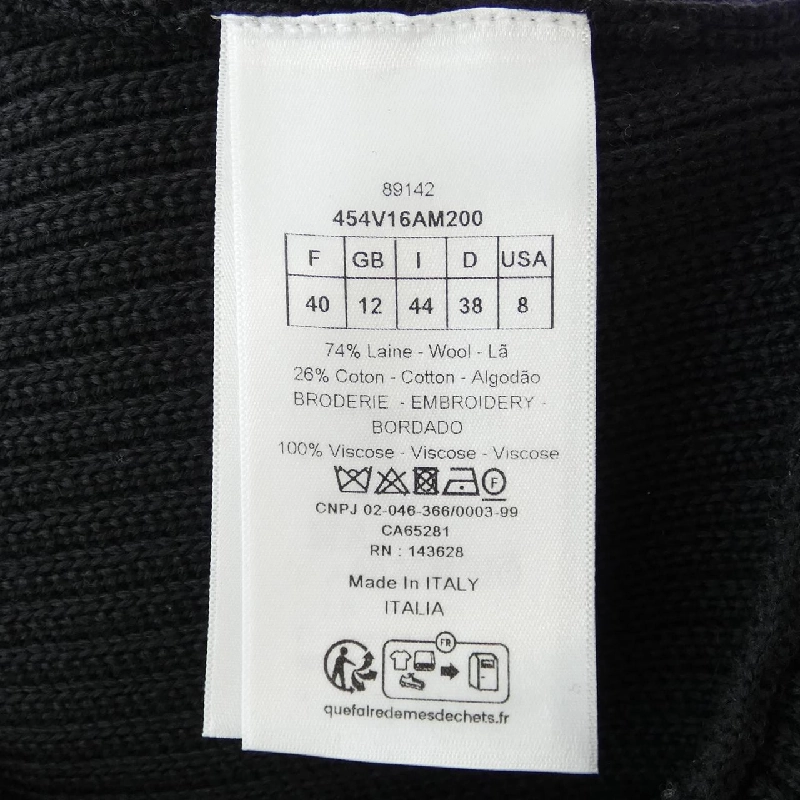 89142
454V16AM200
F GB I D USA
40 12 44 38 8
74% Laine - Wool - Lã
26% Coton - Cotton - Algodão
BRODERIE - EMBROIDERY -
BORDADO
100% Viscose - Viscose - Viscose
F
CNPJ 02-046-366/0003-99
CA65281
RN : 143628
Made In ITALY
ITALIA
FR
quefairedemesdechets.fr